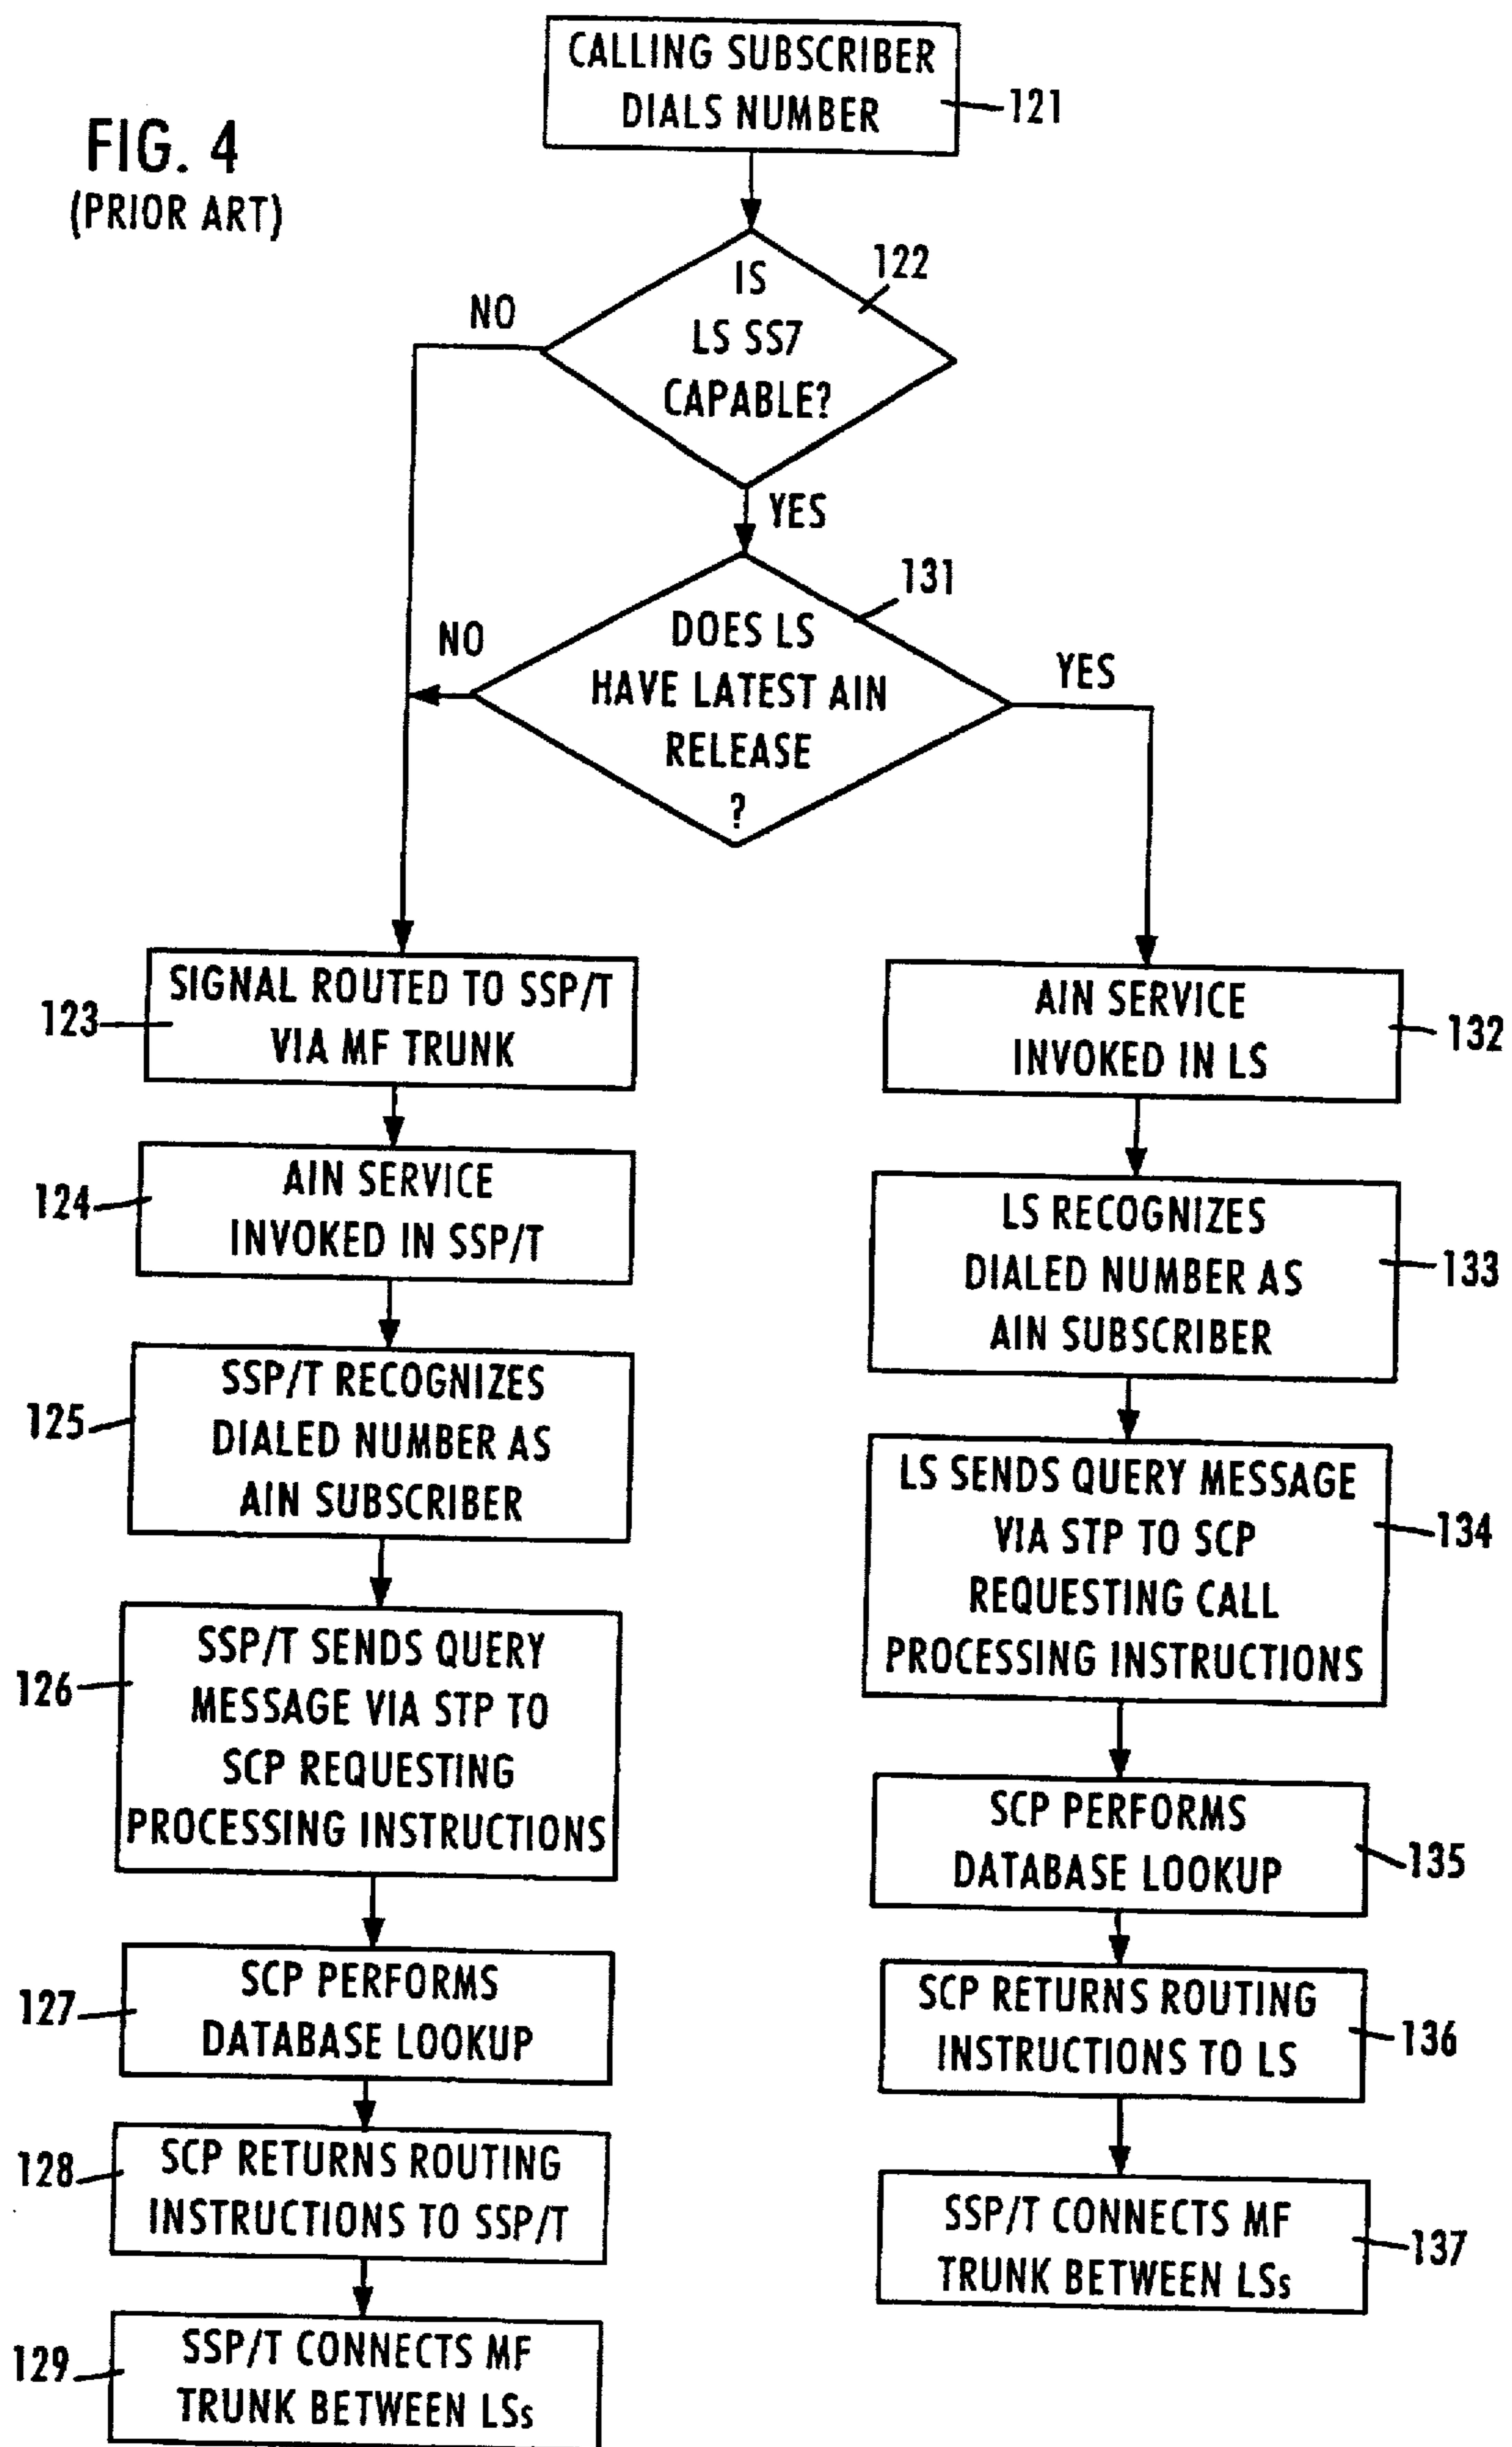 FIG. 4
(PRIOR ART)
CALLING SUBSCRIBER
DIALS NUMBER
121
IS
LS SS7
CAPABLE?
122
NO
YES
DOES LS
HAVE LATEST AIN
RELEASE
?
131
NO
YES
SIGNAL ROUTED TO SSP/T
VIA MF TRUNK
123
AIN SERVICE
INVOKED IN SSP/T
124
SSP/T RECOGNIZES
DIALED NUMBER AS
AIN SUBSCRIBER
125
SSP/T SENDS QUERY
MESSAGE VIA STP TO
SCP REQUESTING
PROCESSING INSTRUCTIONS
126
SCP PERFORMS
DATABASE LOOKUP
127
SCP RETURNS ROUTING
INSTRUCTIONS TO SSP/T
128
SSP/T CONNECTS MF
TRUNK BETWEEN LSs
129
AIN SERVICE
INVOKED IN LS
132
LS RECOGNIZES
DIALED NUMBER AS
AIN SUBSCRIBER
133
LS SENDS QUERY MESSAGE
VIA STP TO SCP
REQUESTING CALL
PROCESSING INSTRUCTIONS
134
SCP PERFORMS
DATABASE LOOKUP
135
SCP RETURNS ROUTING
INSTRUCTIONS TO LS
136
SSP/T CONNECTS MF
TRUNK BETWEEN LSs
137